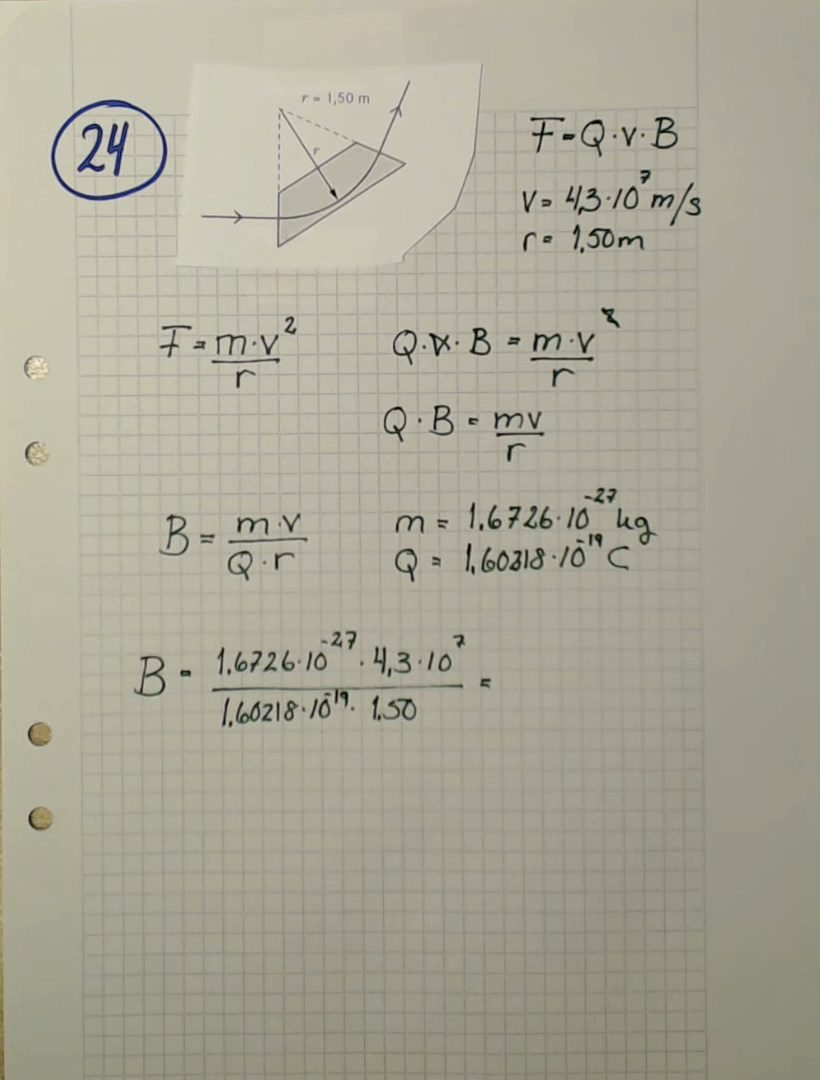 24
r = 1,50 m
r
F = Q · v · B
v = 4,3 · 10⁷ m/s
r = 1,50 m
F = m·v² / r
Q · v · B = m·v² / r
Q · B = mv / r
B = m·v / Q·r
m = 1,6726 · 10⁻²⁷ kg
Q = 1,60218 · 10⁻¹⁹ C
B = 1,6726 · 10⁻²⁷ · 4,3 · 10⁷ / 1,60218 · 10⁻¹⁹ · 1,50 =